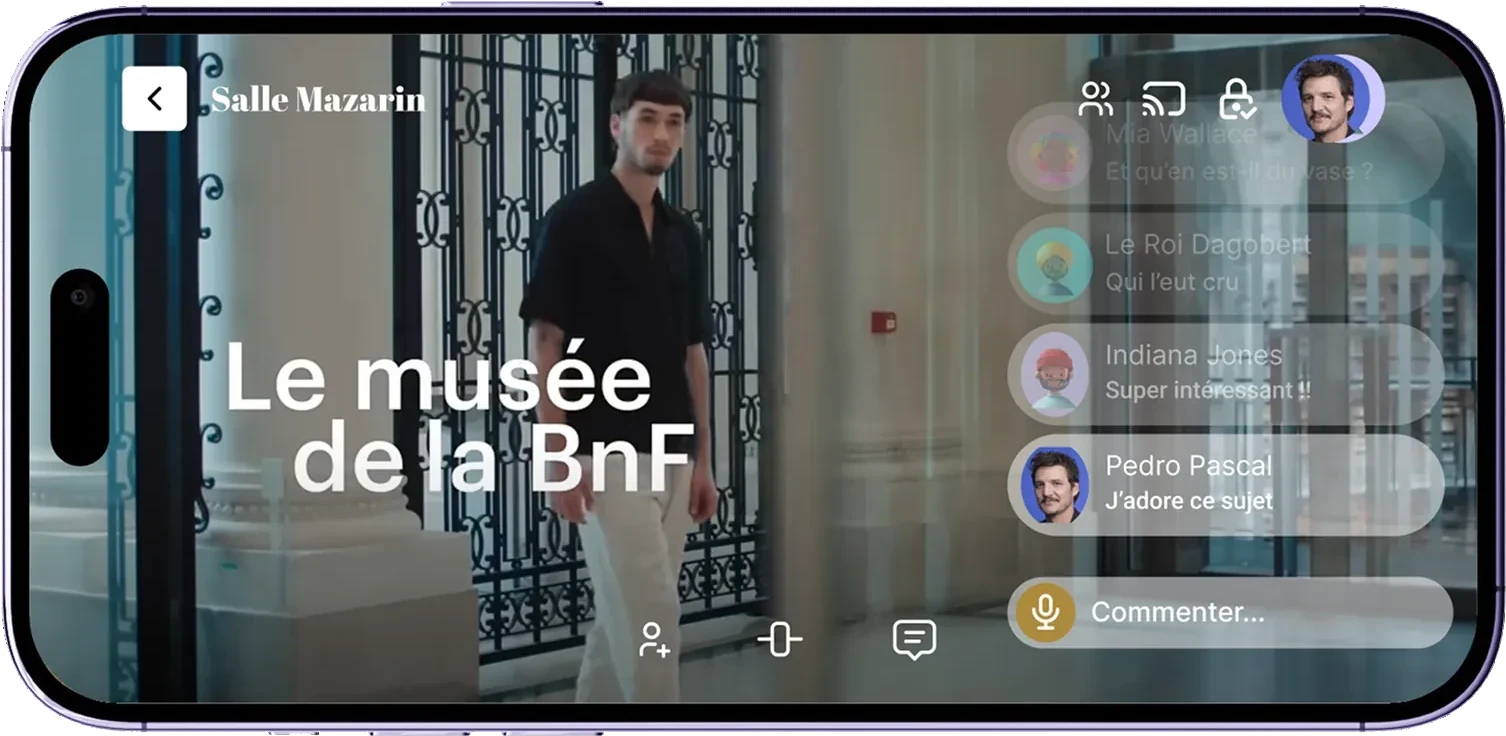 Salle Mazarin
Le musée
de la BnF
Mia Wallace
Et qu'en est-il du vase ?
Le Roi Dagobert
Qui l'eut cru
Indiana Jones
Super intéressant !!
Pedro Pascal
J'adore ce sujet
Commenter...